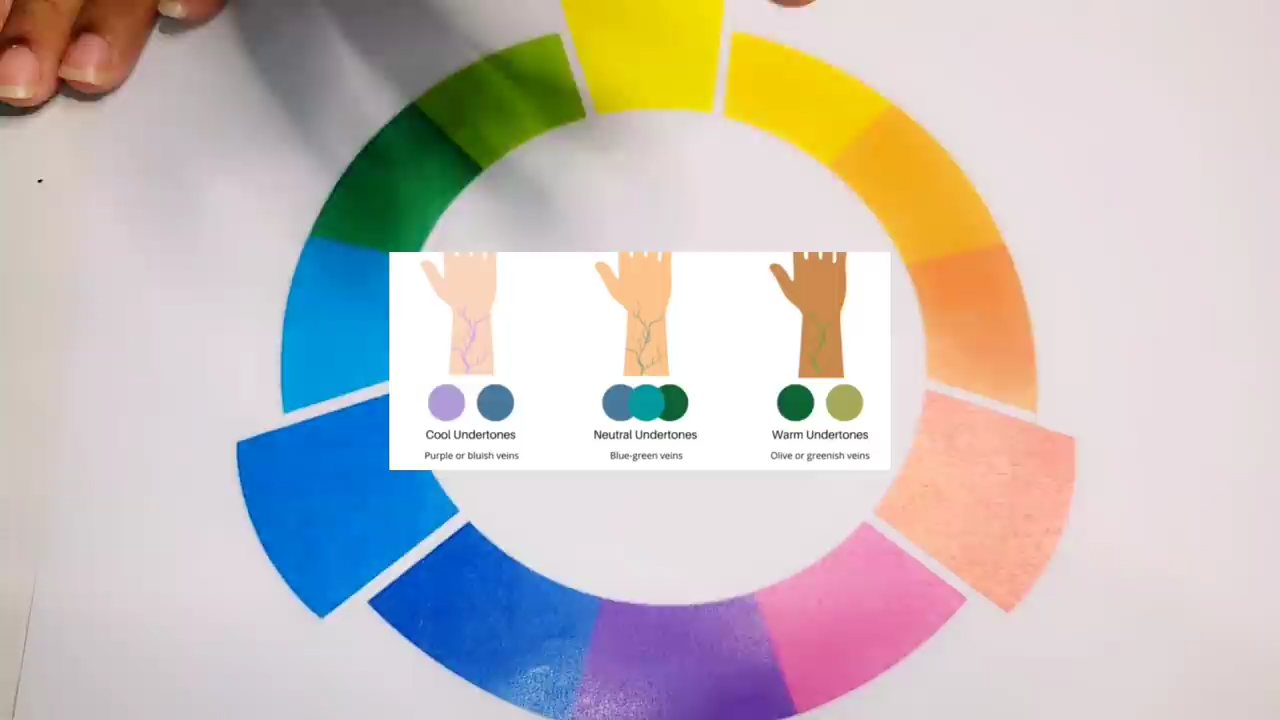 Cool Undertones
Neutral Undertones
Warm Undertones
Purple or bluish veins
Blue-green veins
Olive or greenish veins